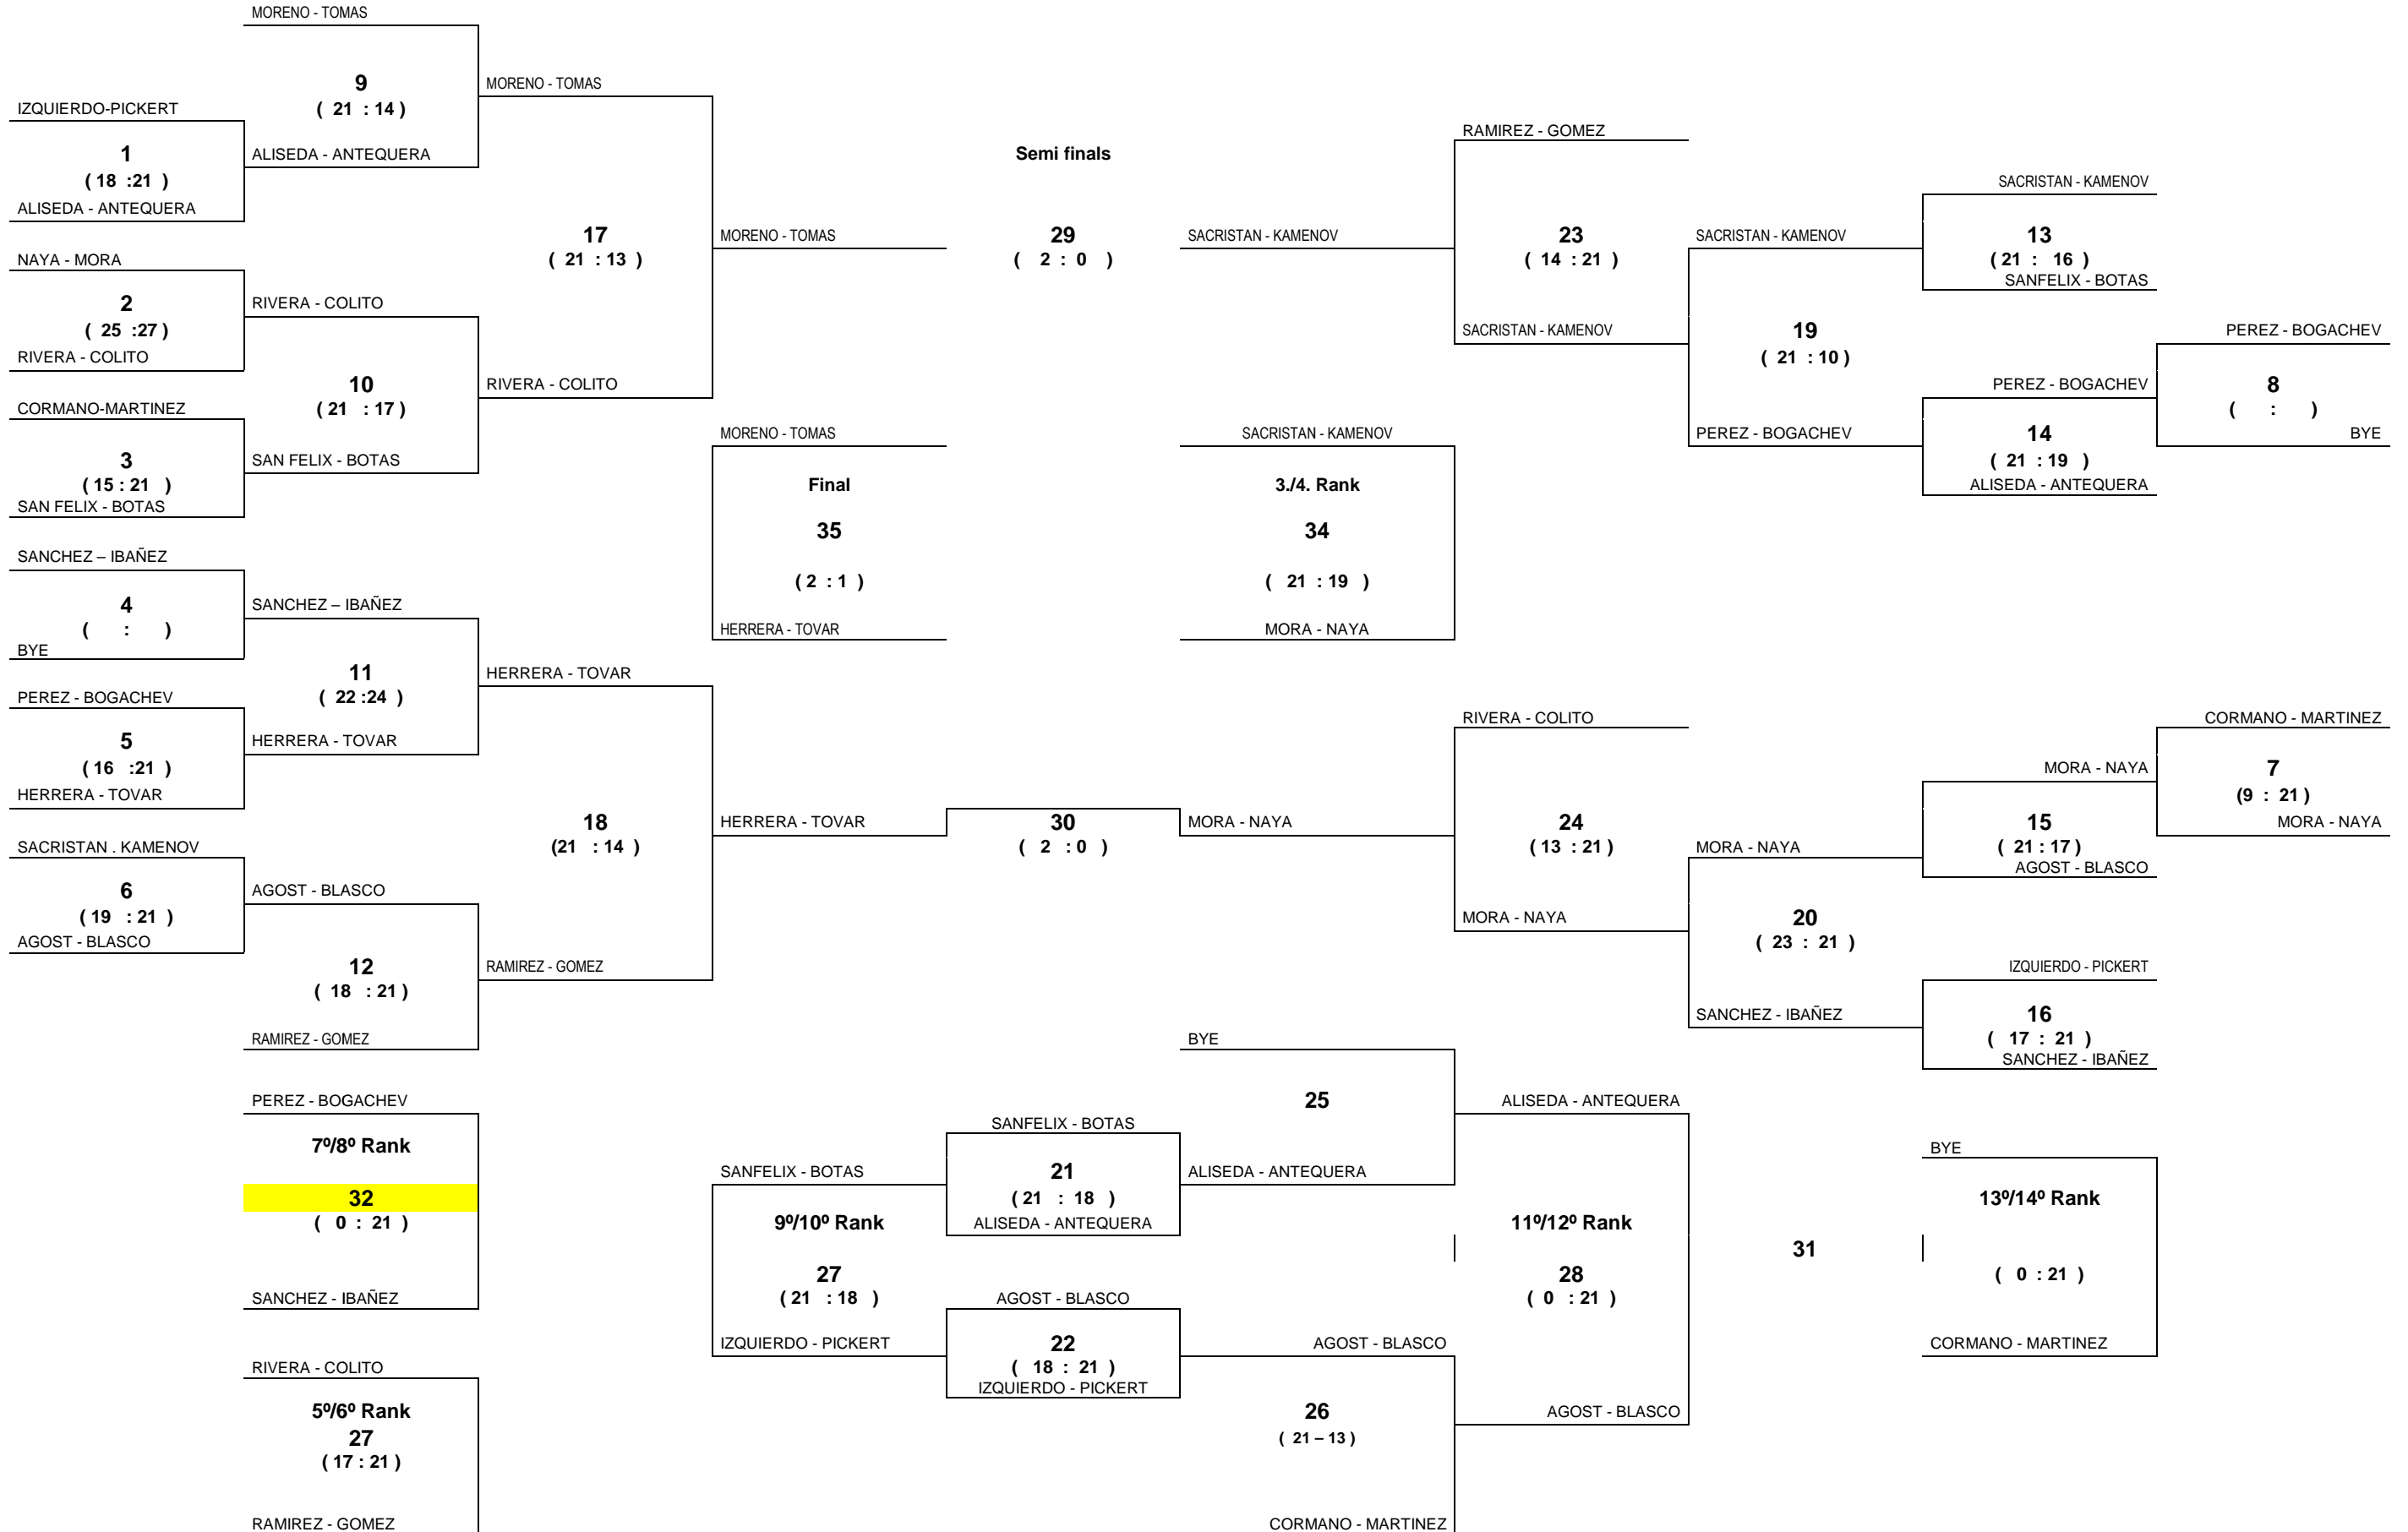 MORENO - TOMAS
9
( 21 : 14 )
MORENO - TOMAS
IZQUIERDO-PICKERT
1
( 18 :21 )
ALISEDA - ANTEQUERA
ALISEDA - ANTEQUERA
17
( 21 : 13 )
MORENO - TOMAS
NAYA - MORA
2
( 25 :27 )
RIVERA - COLITO
RIVERA - COLITO
10
( 21 : 17 )
RIVERA - COLITO
CORMANO-MARTINEZ
3
( 15 : 21 )
SAN FELIX - BOTAS
SAN FELIX - BOTAS
SANCHEZ – IBAÑEZ
4
( : )
BYE
SANCHEZ – IBAÑEZ
11
( 22 :24 )
HERRERA - TOVAR
PEREZ - BOGACHEV
5
( 16 :21 )
HERRERA - TOVAR
HERRERA - TOVAR
18
(21 : 14 )
HERRERA - TOVAR
SACRISTAN . KAMENOV
6
( 19 : 21 )
AGOST - BLASCO
AGOST - BLASCO
12
( 18 : 21 )
RAMIREZ - GOMEZ
RAMIREZ - GOMEZ
Semi finals
29
( 2 : 0 )
SACRISTAN - KAMENOV
MORENO - TOMAS
Final
35
( 2 : 1 )
HERRERA - TOVAR
SACRISTAN - KAMENOV
3./4. Rank
34
( 21 : 19 )
MORA - NAYA
30
( 2 : 0 )
MORA - NAYA
RAMIREZ - GOMEZ
23
( 14 : 21 )
SACRISTAN - KAMENOV
SACRISTAN - KAMENOV
19
( 21 : 10 )
PEREZ - BOGACHEV
SACRISTAN - KAMENOV
13
( 21 : 16 )
SANFELIX - BOTAS
PEREZ - BOGACHEV
14
( 21 : 19 )
ALISEDA - ANTEQUERA
PEREZ - BOGACHEV
8
( : )
BYE
RIVERA - COLITO
24
( 13 : 21 )
MORA - NAYA
MORA - NAYA
20
( 23 : 21 )
SANCHEZ - IBAÑEZ
MORA - NAYA
15
( 21 : 17 )
AGOST - BLASCO
CORMANO - MARTINEZ
7
(9 : 21 )
MORA - NAYA
IZQUIERDO - PICKERT
16
( 17 : 21 )
SANCHEZ - IBAÑEZ
PEREZ - BOGACHEV
7º/8º Rank
32
( 0 : 21 )
SANCHEZ - IBAÑEZ
RIVERA - COLITO
5º/6º Rank
27
( 17 : 21 )
RAMIREZ - GOMEZ
SANFELIX - BOTAS
9º/10º Rank
27
( 21 : 18 )
IZQUIERDO - PICKERT
SANFELIX - BOTAS
21
( 21 : 18 )
ALISEDA - ANTEQUERA
AGOST - BLASCO
22
( 18 : 21 )
IZQUIERDO - PICKERT
BYE
25
ALISEDA - ANTEQUERA
AGOST - BLASCO
26
( 21 – 13 )
CORMANO - MARTINEZ
ALISEDA - ANTEQUERA
11º/12º Rank
28
( 0 : 21 )
AGOST - BLASCO
31
BYE
13º/14º Rank
( 0 : 21 )
CORMANO - MARTINEZ